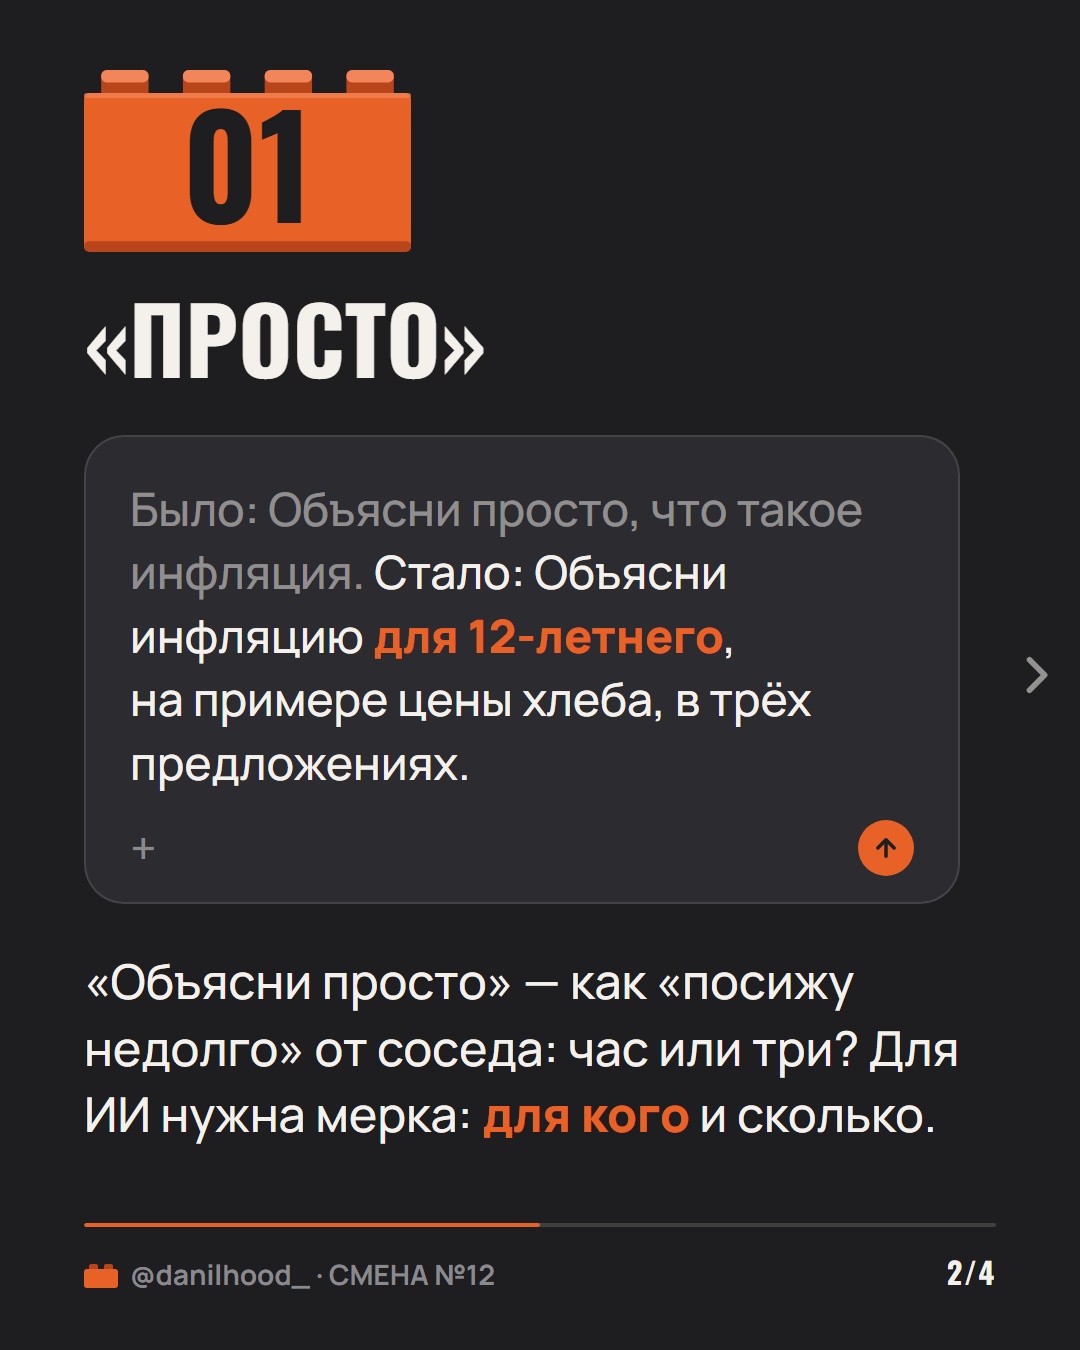 01
«ПРОСТО»
Было: Объясни просто, что такое
инфляция. Стало: Объясни
инфляцию для 12-летнего,
на примере цены хлеба, в трёх
предложениях.
+
«Объясни просто» — как «посижу
недолго» от соседа: час или три? Для
ИИ нужна мерка: для кого и сколько.
@danilhood_ · СМЕНА №12
2/4